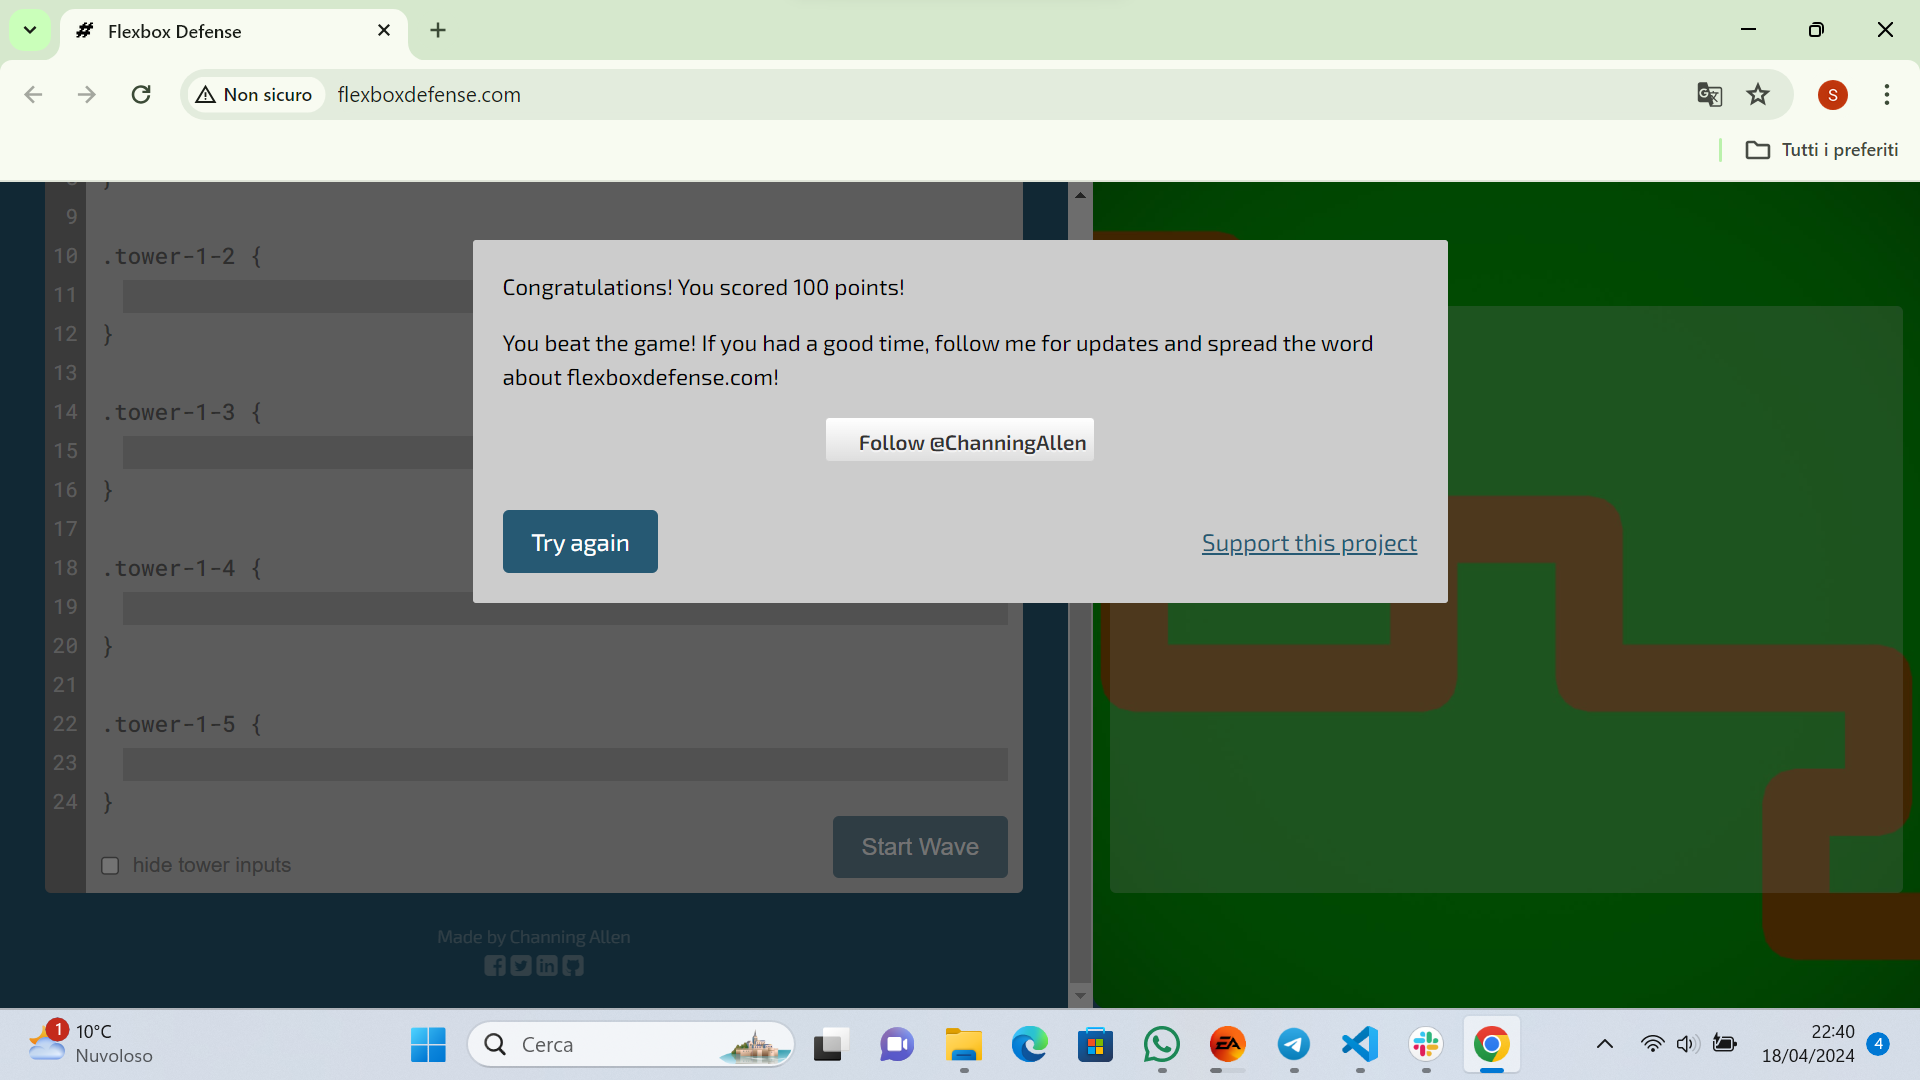 Flexbox Defense
Non sicuro
flexboxdefense.com
S
Tutti i preferiti
9
10 .tower-1-2 {
11
12 }
13
14 .tower-1-3 {
15
16 }
17
18 .tower-1-4 {
19
20 }
21
22 .tower-1-5 {
23
24 }
hide tower inputs
Start Wave
Made by Channing Allen
Congratulations! You scored 100 points!
You beat the game! If you had a good time, follow me for updates and spread the word
about flexboxdefense.com!
Follow @ChanningAllen
Try again
Support this project
1
10°C
Nuvoloso
Cerca
EA
22:40
18/04/2024
4